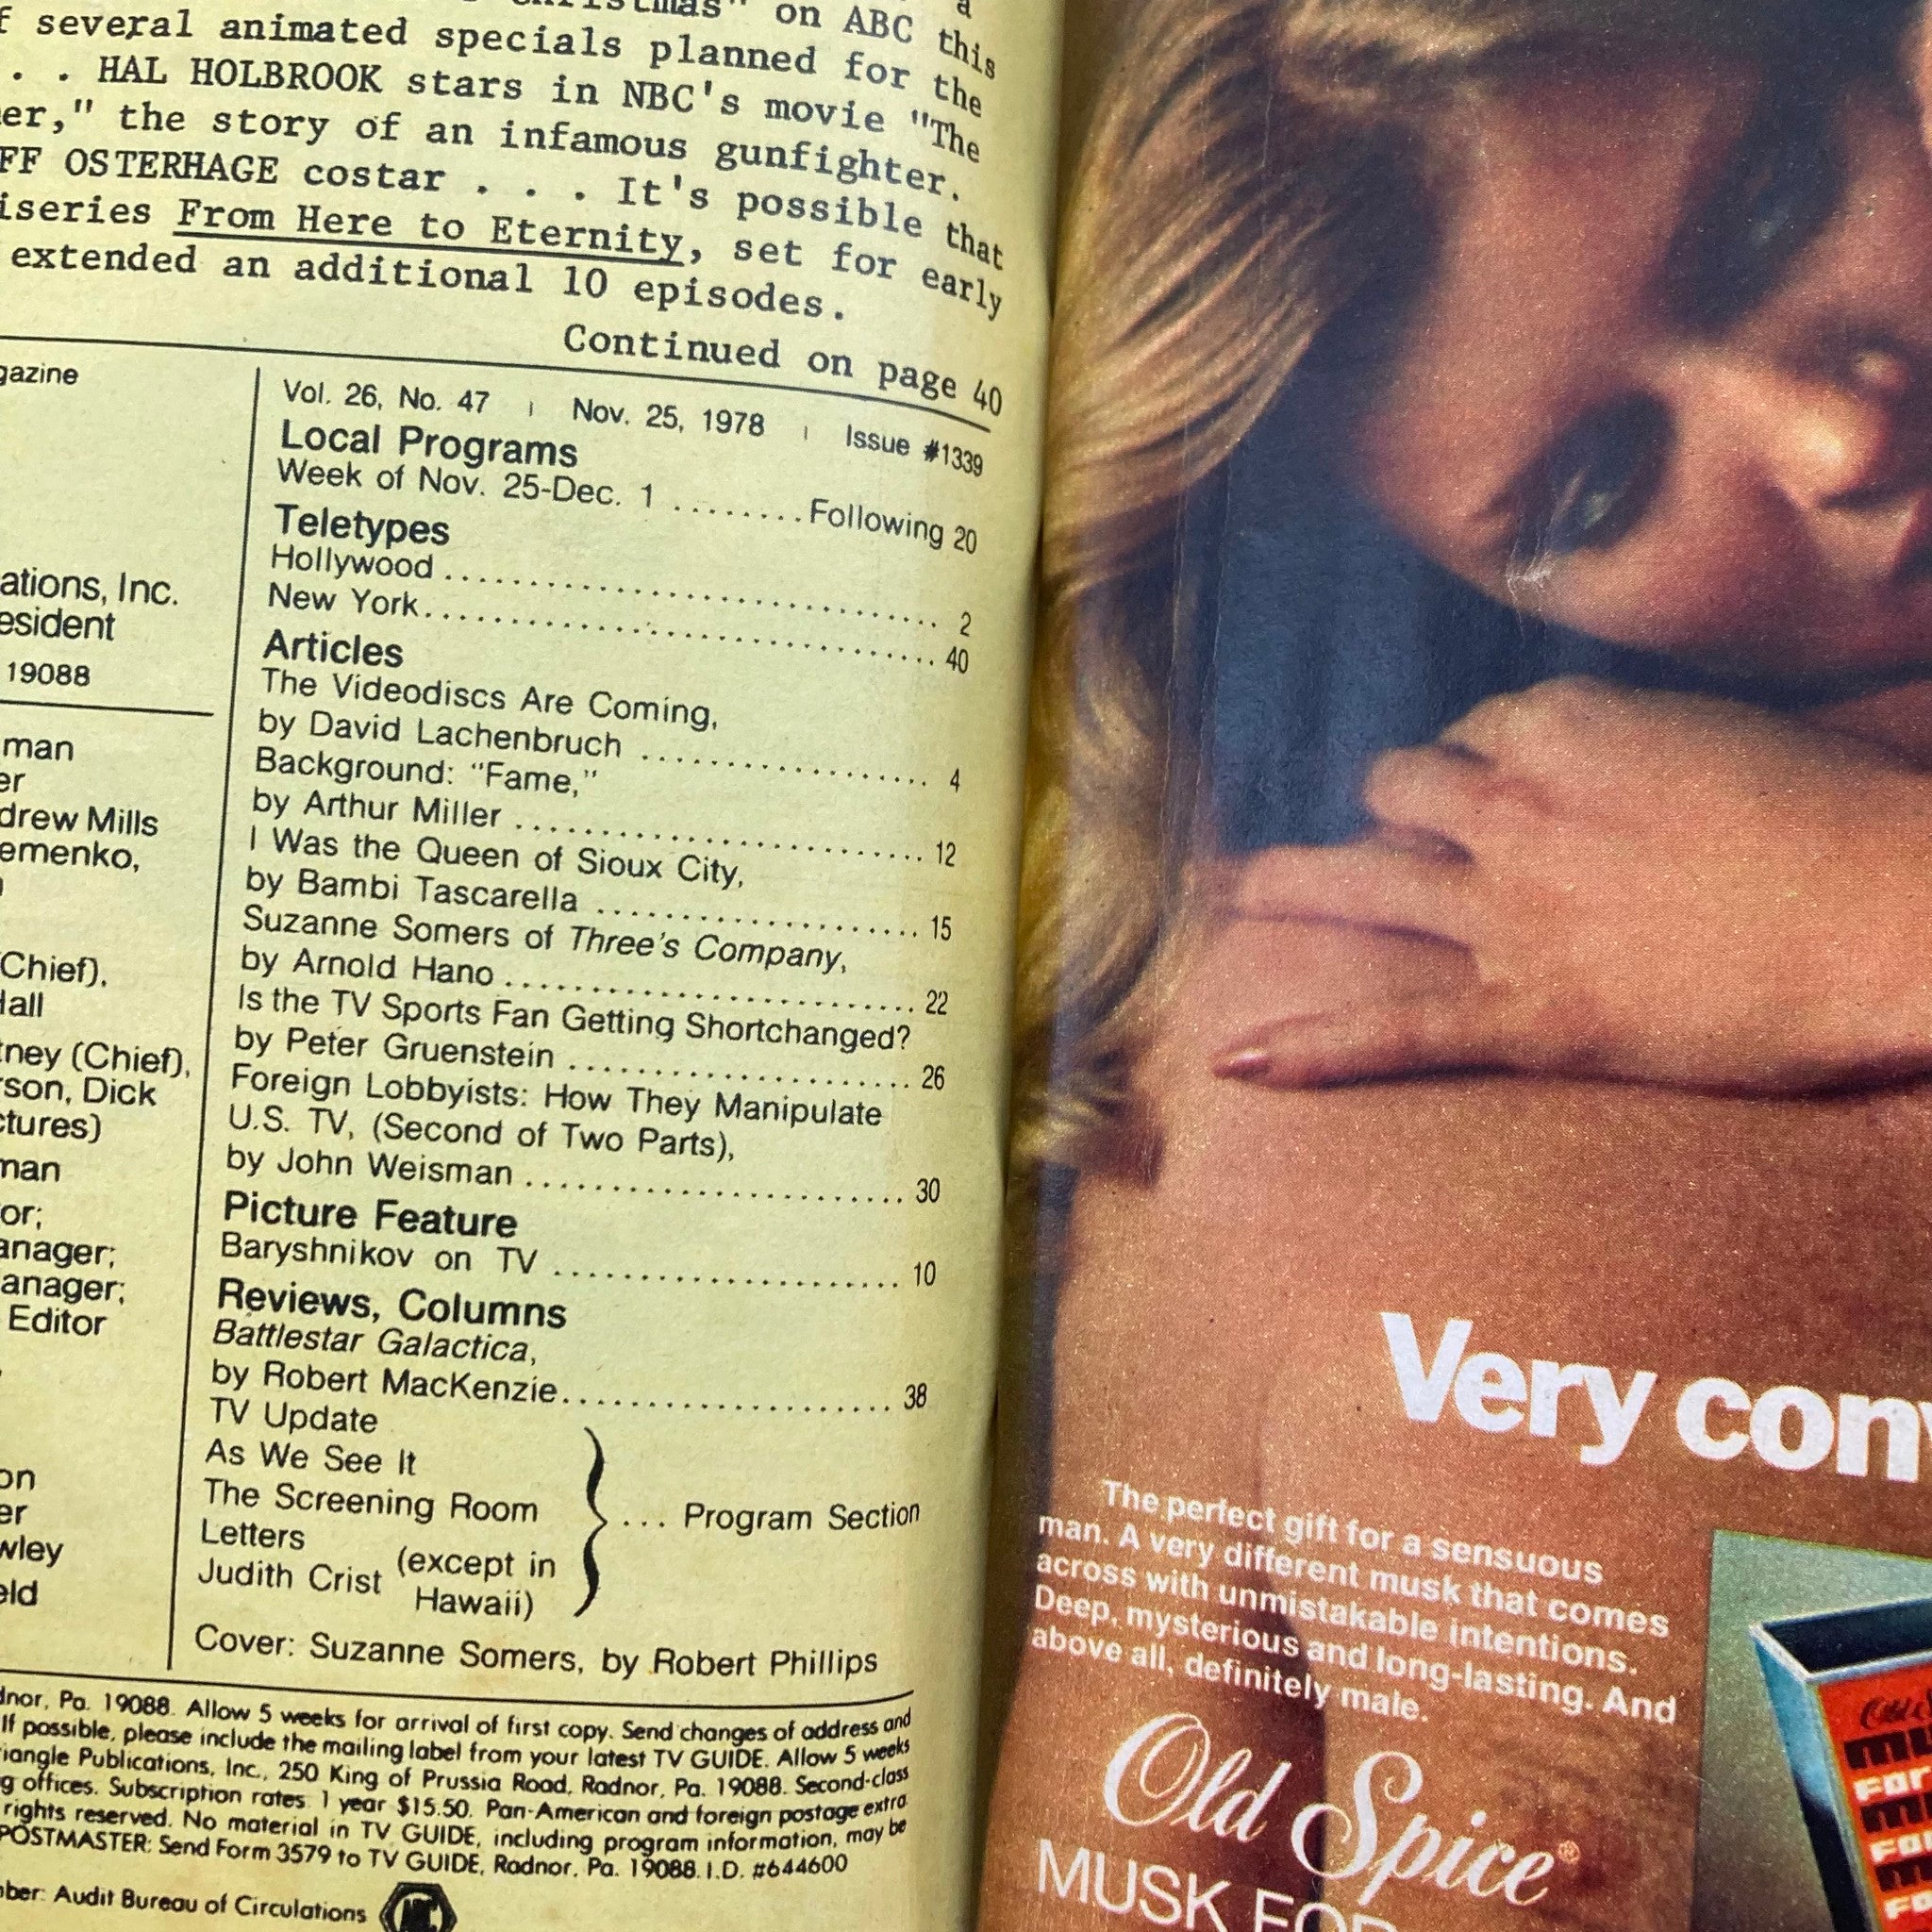 Christmas" on ABC this
several animated specials planned for the
. . HAL HOLBROOK stars in NBC's movie "The
er," the story of an infamous gunfighter.
FF OSTERHAGE costar . . . It's possible that
iseries From Here to Eternity, set for early
extended an additional 10 episodes.
Continued on page 40
gazine
ations, Inc.
esident
19088
man
er
drew Mills
emenko,
Chief),
Hall
tney (Chief),
rson, Dick
ctures)
man
or;
anager;
anager;
Editor
on
er
wley
eld
Vol. 26, No. 47 | Nov. 25, 1978 | Issue #1339
Local Programs
Week of Nov. 25-Dec. 1 ........Following 20
Teletypes
Hollywood .................... 2
New York.................... 40
Articles
The Videodiscs Are Coming,
by David Lachenbruch .................... 4
Background: "Fame,"
by Arthur Miller .................... 12
I Was the Queen of Sioux City,
by Bambi Tascarella .................... 15
Suzanne Somers of Three's Company,
by Arnold Hano .................... 22
Is the TV Sports Fan Getting Shortchanged?
by Peter Gruenstein .................... 26
Foreign Lobbyists: How They Manipulate
U.S. TV, (Second of Two Parts),
by John Weisman .................... 30
Picture Feature
Baryshnikov on TV .................... 10
Reviews, Columns
Battlestar Galactica,
by Robert MacKenzie.................... 38
TV Update
As We See It
The Screening Room
Letters
Judith Crist (except in
Hawaii)
... Program Section
Cover: Suzanne Somers, by Robert Phillips
dnor, Pa. 19088. Allow 5 weeks for arrival of first copy. Send changes of address and
If possible, please include the mailing label from your latest TV GUIDE. Allow 5 weeks
iangle Publications, Inc., 250 King of Prussia Road, Radnor, Pa. 19088. Second-class
g offices. Subscription rates: 1 year $15.50. Pan-American and foreign postage extra.
rights reserved. No material in TV GUIDE, including program information, may be
POSTMASTER: Send Form 3579 to TV GUIDE, Radnor, Pa. 19088. I.D. #644600
ber: Audit Bureau of Circulations
Very conv
The perfect gift for a sensuous
man. A very different musk that comes
across with unmistakable intentions.
Deep, mysterious and long-lasting. And
above all, definitely male.
Old Spice®
MUSK FOR